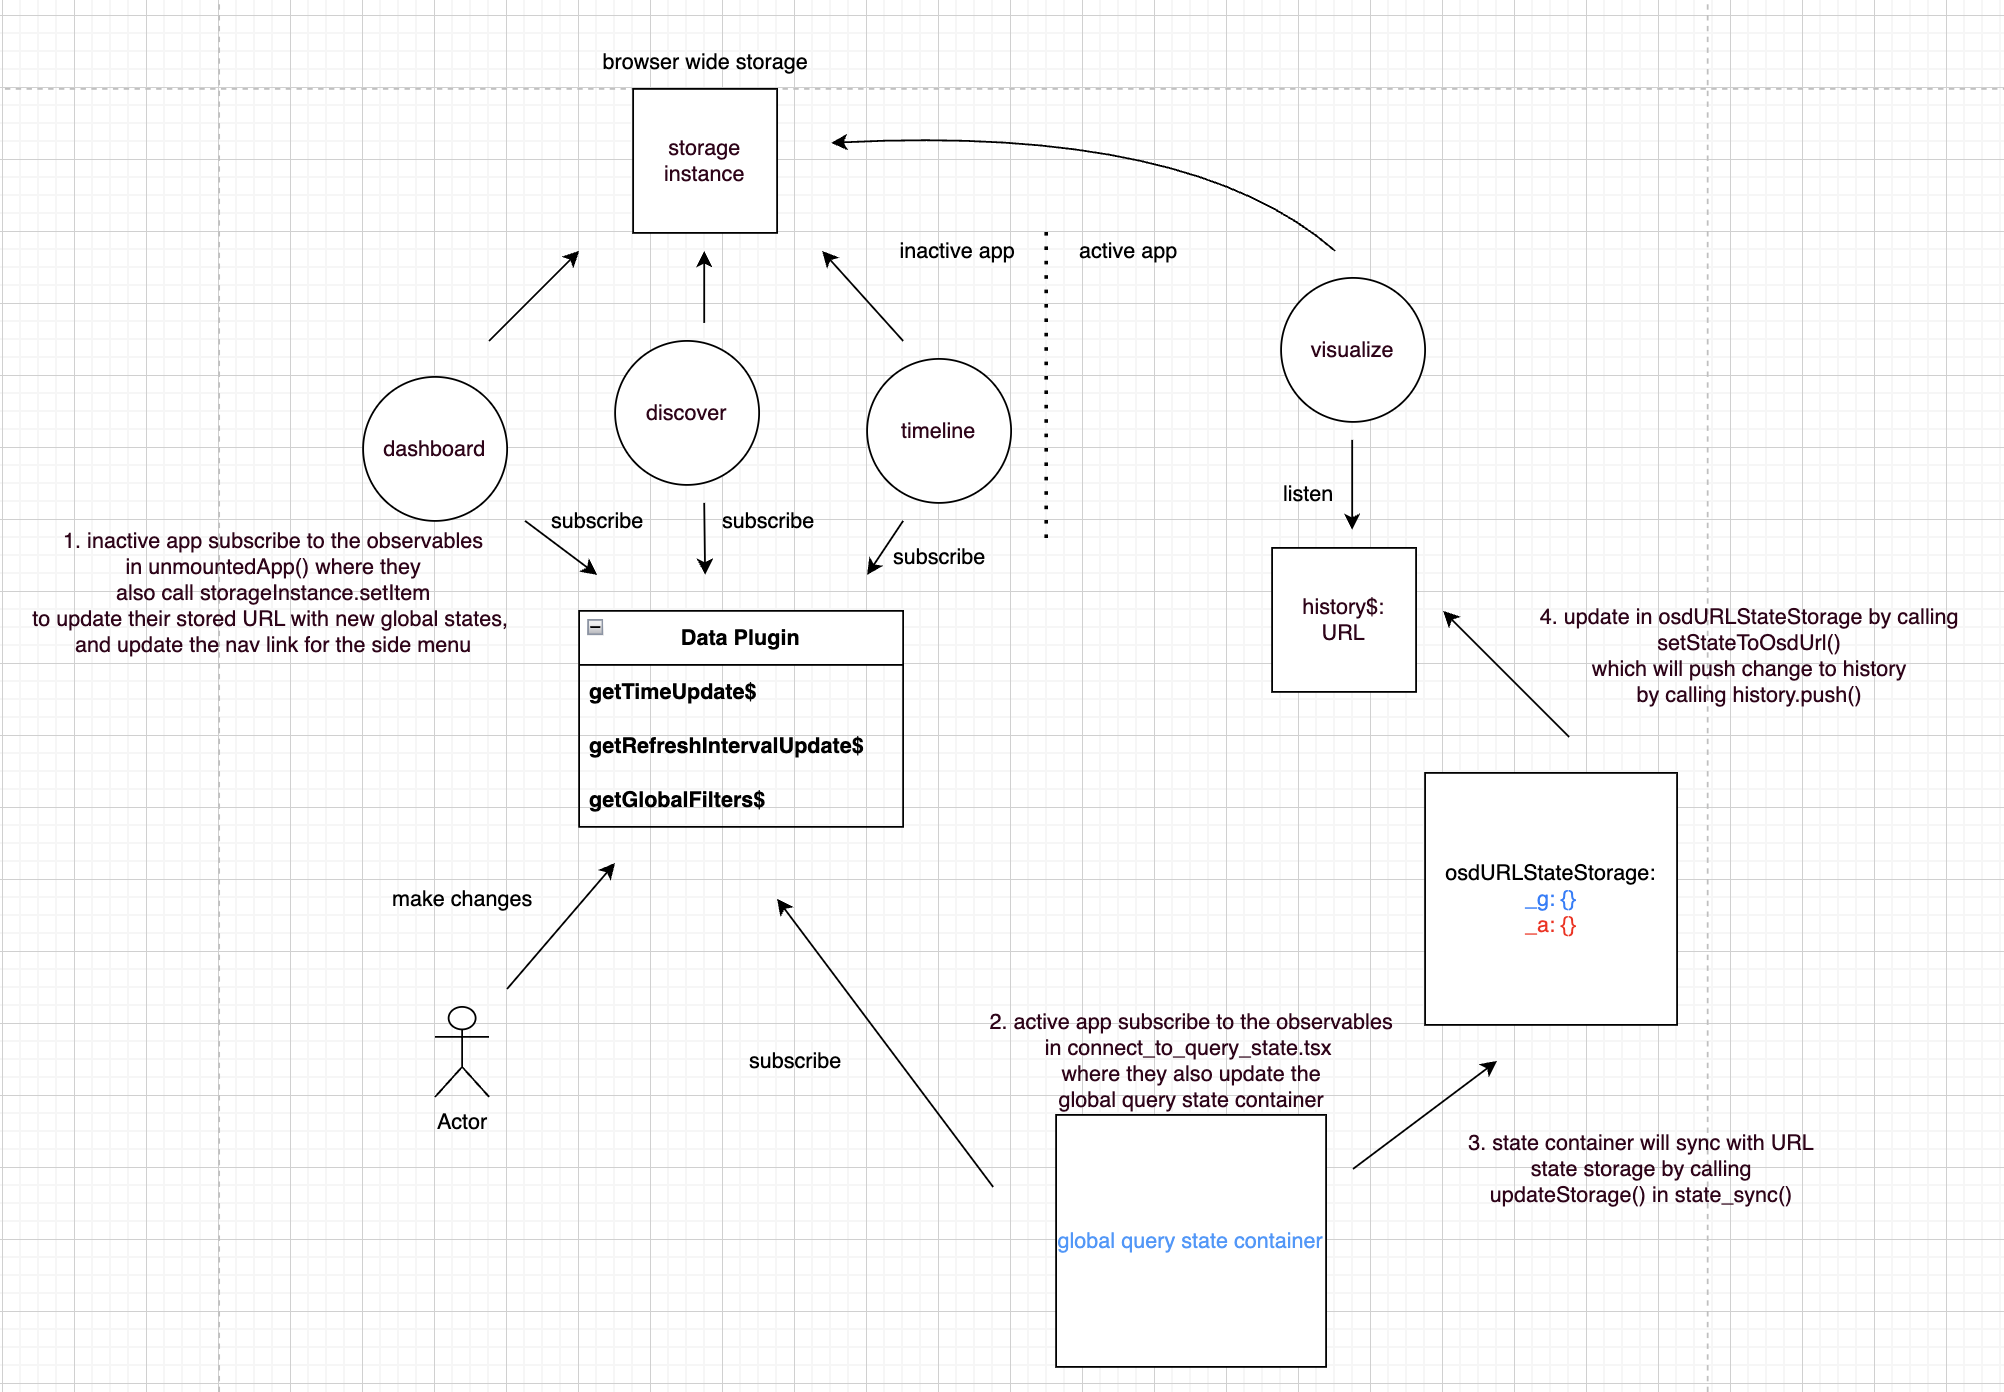 browser wide storage
storage
instance
inactive app
active app
visualize
discover
timeline
dashboard
listen
subscribe
subscribe
subscribe
1. inactive app subscribe to the observables
in unmountedApp() where they
also call storageInstance.setItem
to update their stored URL with new global states,
and update the nav link for the side menu
history$:
URL
4. update in osdURLStateStorage by calling
setStateToOsdUrl()
which will push change to history
by calling history.push()
Data Plugin
getTimeUpdate$
getRefreshIntervalUpdate$
getGlobalFilters$
osdURLStateStorage:
_g: {}
_a: {}
make changes
Actor
subscribe
2. active app subscribe to the observables
in connect_to_query_state.tsx
where they also update the
global query state container
3. state container will sync with URL
state storage by calling
updateStorage() in state_sync()
global query state container